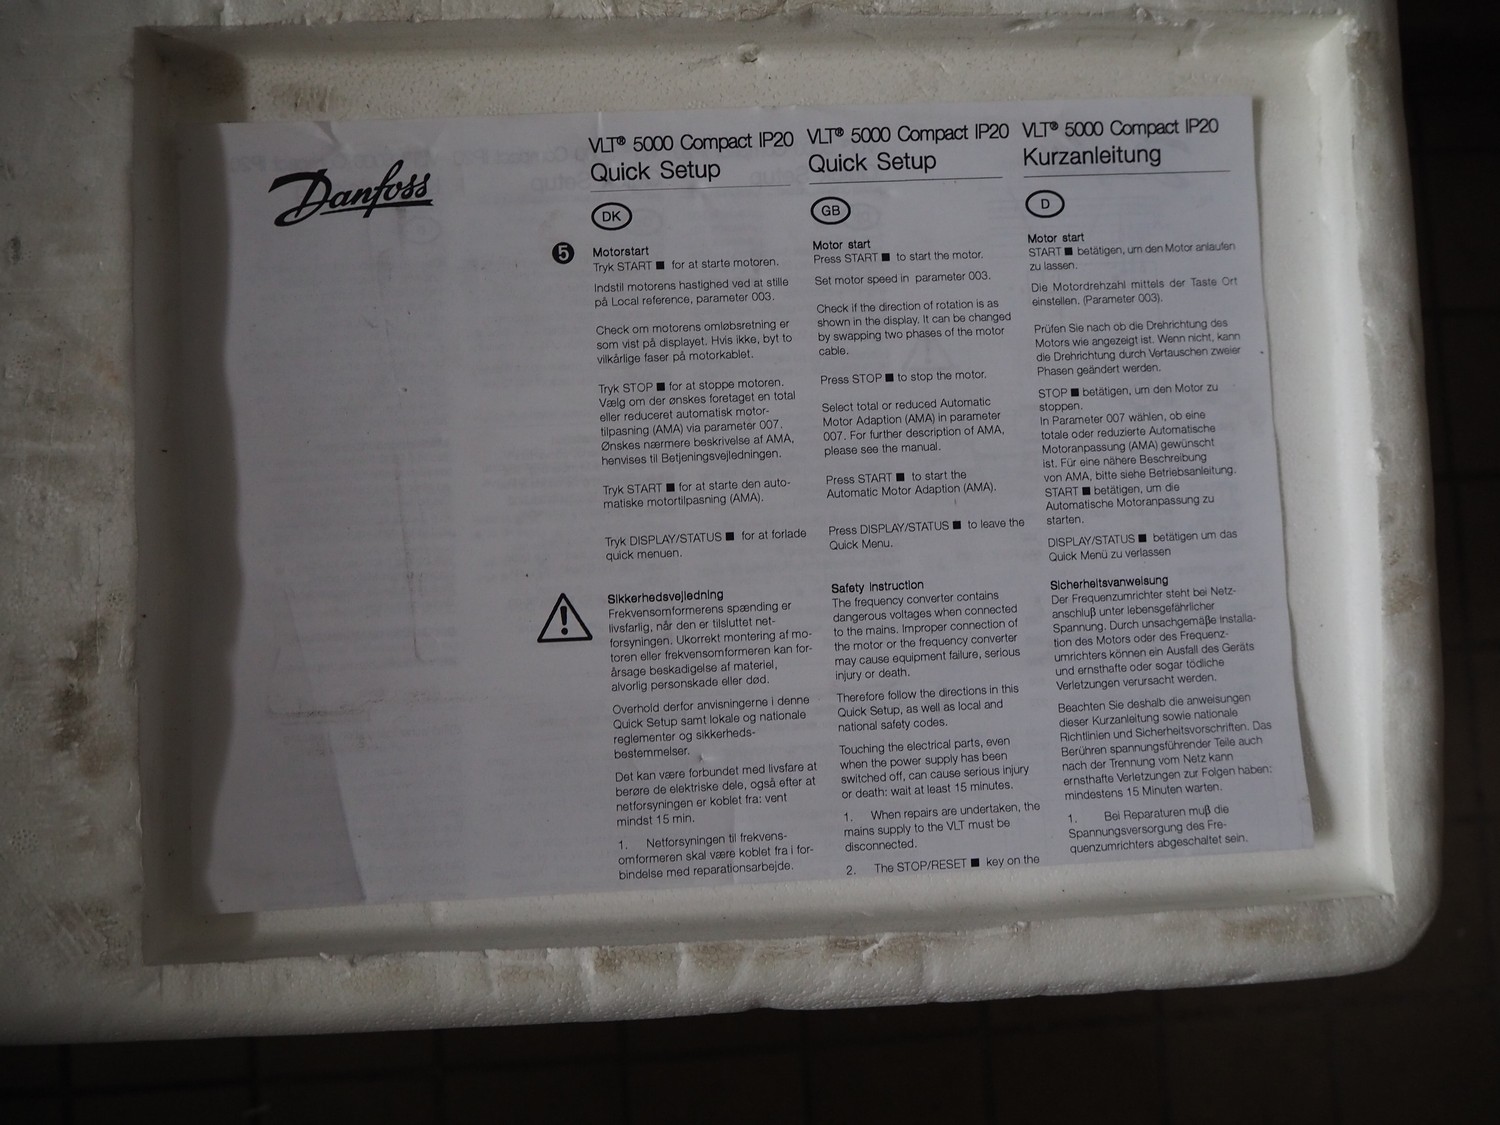 Danfoss
VLT® 5000 Compact IP20
Quick Setup
DK
5
Motorstart
Tryk START ■ for at starte motoren.
Indstil motorens hastighed ved at stille
på Local reference, parameter 003.
Check om motorens omløbsretning er
som vist på displayet. Hvis ikke, byt to
vilkårlige faser på motorkablet.
Tryk STOP ■ for at stoppe motoren.
Vælg om der ønskes foretaget en total
eller reduceret automatisk motor-
tilpasning (AMA) via parameter 007.
Ønskes nærmere beskrivelse af AMA,
henvises til Betjeningsvejledningen.
Tryk START ■ for at starte den auto-
matiske motortilpasning (AMA).
Tryk DISPLAY/STATUS ■ for at forlade
quick menuen.
Sikkerhedsvejledning
Frekvensomformerens spænding er
livsfarlig, når den er tilsluttet net-
forsyningen. Ukorrekt montering af mo-
toren eller frekvensomformeren kan for-
årsage beskadigelse af materiel,
alvorlig personskade eller død.
Overhold derfor anvisningerne i denne
Quick Setup samt lokale og nationale
reglementer og sikkerheds-
bestemmelser.
Det kan være forbundet med livsfare at
berøre de elektriske dele, også efter at
netforsyningen er koblet fra: vent
mindst 15 min.
1. Netforsyningen til frekvens-
omformeren skal være koblet fra i for-
bindelse med reparationsarbejde.
VLT® 5000 Compact IP20
Quick Setup
GB
Motor start
Press START ■ to start the motor.
Set motor speed in parameter 003.
Check if the direction of rotation is as
shown in the display. It can be changed
by swapping two phases of the motor
cable.
Press STOP ■ to stop the motor.
Select total or reduced Automatic
Motor Adaption (AMA) in parameter
007. For further description of AMA,
please see the manual.
Press START ■ to start the
Automatic Motor Adaption (AMA).
Press DISPLAY/STATUS ■ to leave the
Quick Menu.
Safety instruction
The frequency converter contains
dangerous voltages when connected
to the mains. Improper connection of
the motor or the frequency converter
may cause equipment failure, serious
injury or death.
Therefore follow the directions in this
Quick Setup, as well as local and
national safety codes.
Touching the electrical parts, even
when the power supply has been
switched off, can cause serious injury
or death: wait at least 15 minutes.
1. When repairs are undertaken, the
mains supply to the VLT must be
disconnected.
2. The STOP/RESET ■ key on the
VLT® 5000 Compact IP20
Kurzanleitung
D
Motor start
START ■ betätigen, um den Motor anlaufen
zu lassen.
Die Motordrehzahl mittels der Taste Ort
einstellen. (Parameter 003).
Prüfen Sie nach ob die Drehrichtung des
Motors wie angezeigt ist. Wenn nicht, kann
die Drehrichtung durch Vertauschen zweier
Phasen geändert werden.
STOP ■ betätigen, um den Motor zu
stoppen.
In Parameter 007 wählen, ob eine
totale oder reduzierte Automatische
Motoranpassung (AMA) gewünscht
ist. Für eine nähere Beschreibung
von AMA, bitte siehe Betriebsanleitung.
START ■ betätigen, um die
Automatische Motoranpassung zu
starten.
DISPLAY/STATUS ■ betätigen um das
Quick Menü zu verlassen
Sicherheitsvanweisung
Der Frequenzumrichter steht bei Netz-
anschluß unter lebensgefährlicher
Spannung. Durch unsachgemäße Installa-
tion des Motors oder des Frequenz-
umrichters können ein Ausfall des Geräts
und ernsthafte oder sogar tödliche
Verletzungen verursacht werden.
Beachten Sie deshalb die anweisungen
dieser Kurzanleitung sowie nationale
Richtlinien und Sicherheitsvorschriften. Das
Berühren spannungsführender Teile auch
nach der Trennung vom Netz kann
ernsthafte Verletzungen zur Folgen haben:
mindestens 15 Minuten warten.
1. Bei Reparaturen muß die
Spannungsversorgung des Fre-
quenzumrichters abgeschaltet sein.